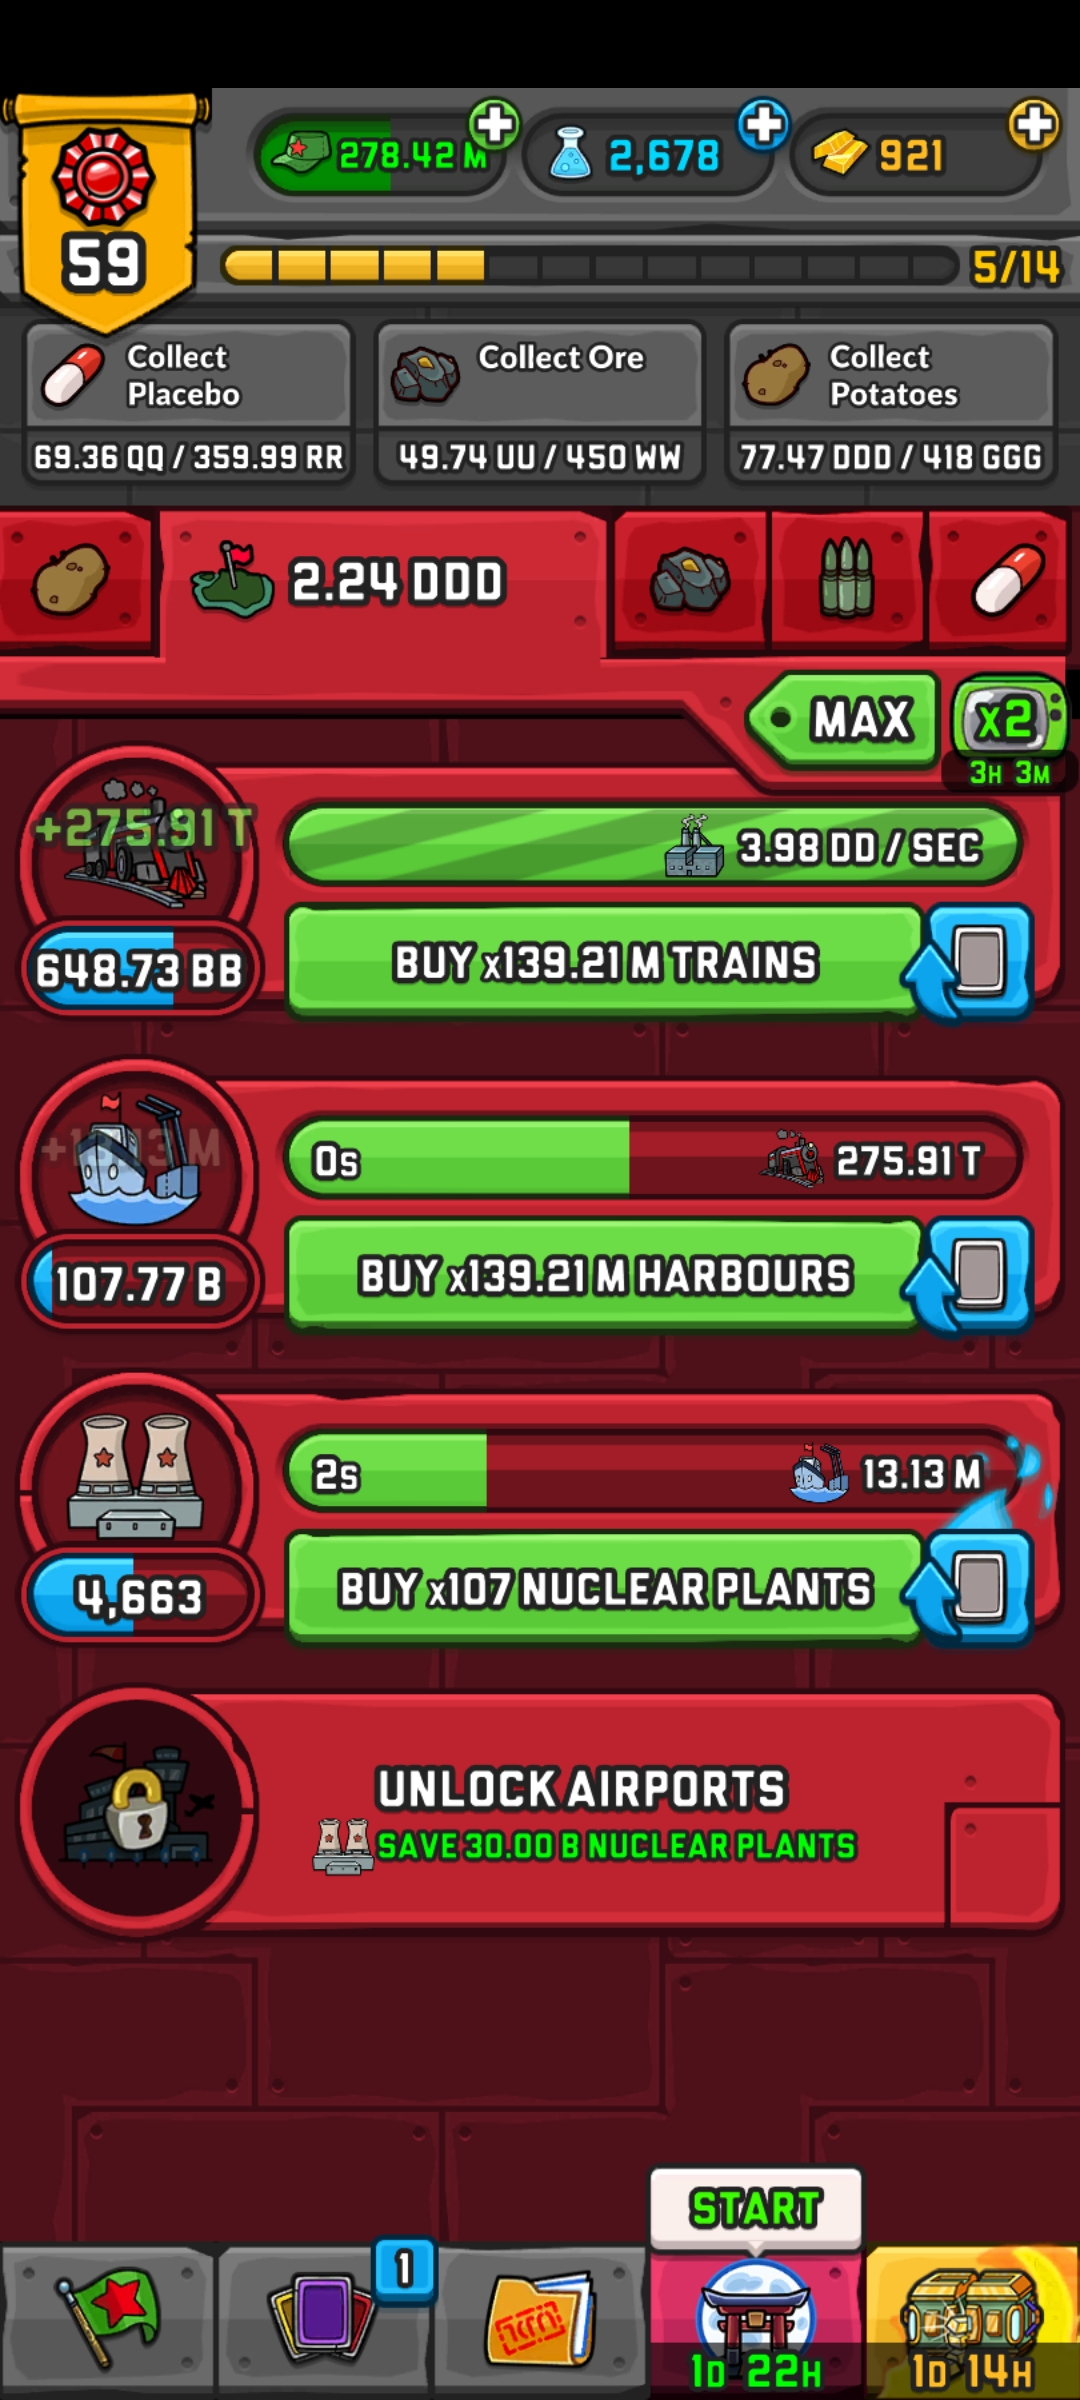 59
278.42 M
2,678
921
5/14
Collect Placebo
69.36 QQ / 359.99 RR
Collect Ore
49.74 UU / 450 WW
Collect Potatoes
77.47 DDD / 418 GGG
2.24 DDD
MAX
x2
3H 3M
+275.91 T
3.98 DD / SEC
648.73 BB
BUY x139.21 M TRAINS
+13.13 M
0s
275.91 T
107.77 B
BUY x139.21 M HARBOURS
2s
13.13 M
4,663
BUY x107 NUCLEAR PLANTS
UNLOCK AIRPORTS
SAVE 30.00 B NUCLEAR PLANTS
START
1
1D 22H
1D 14H